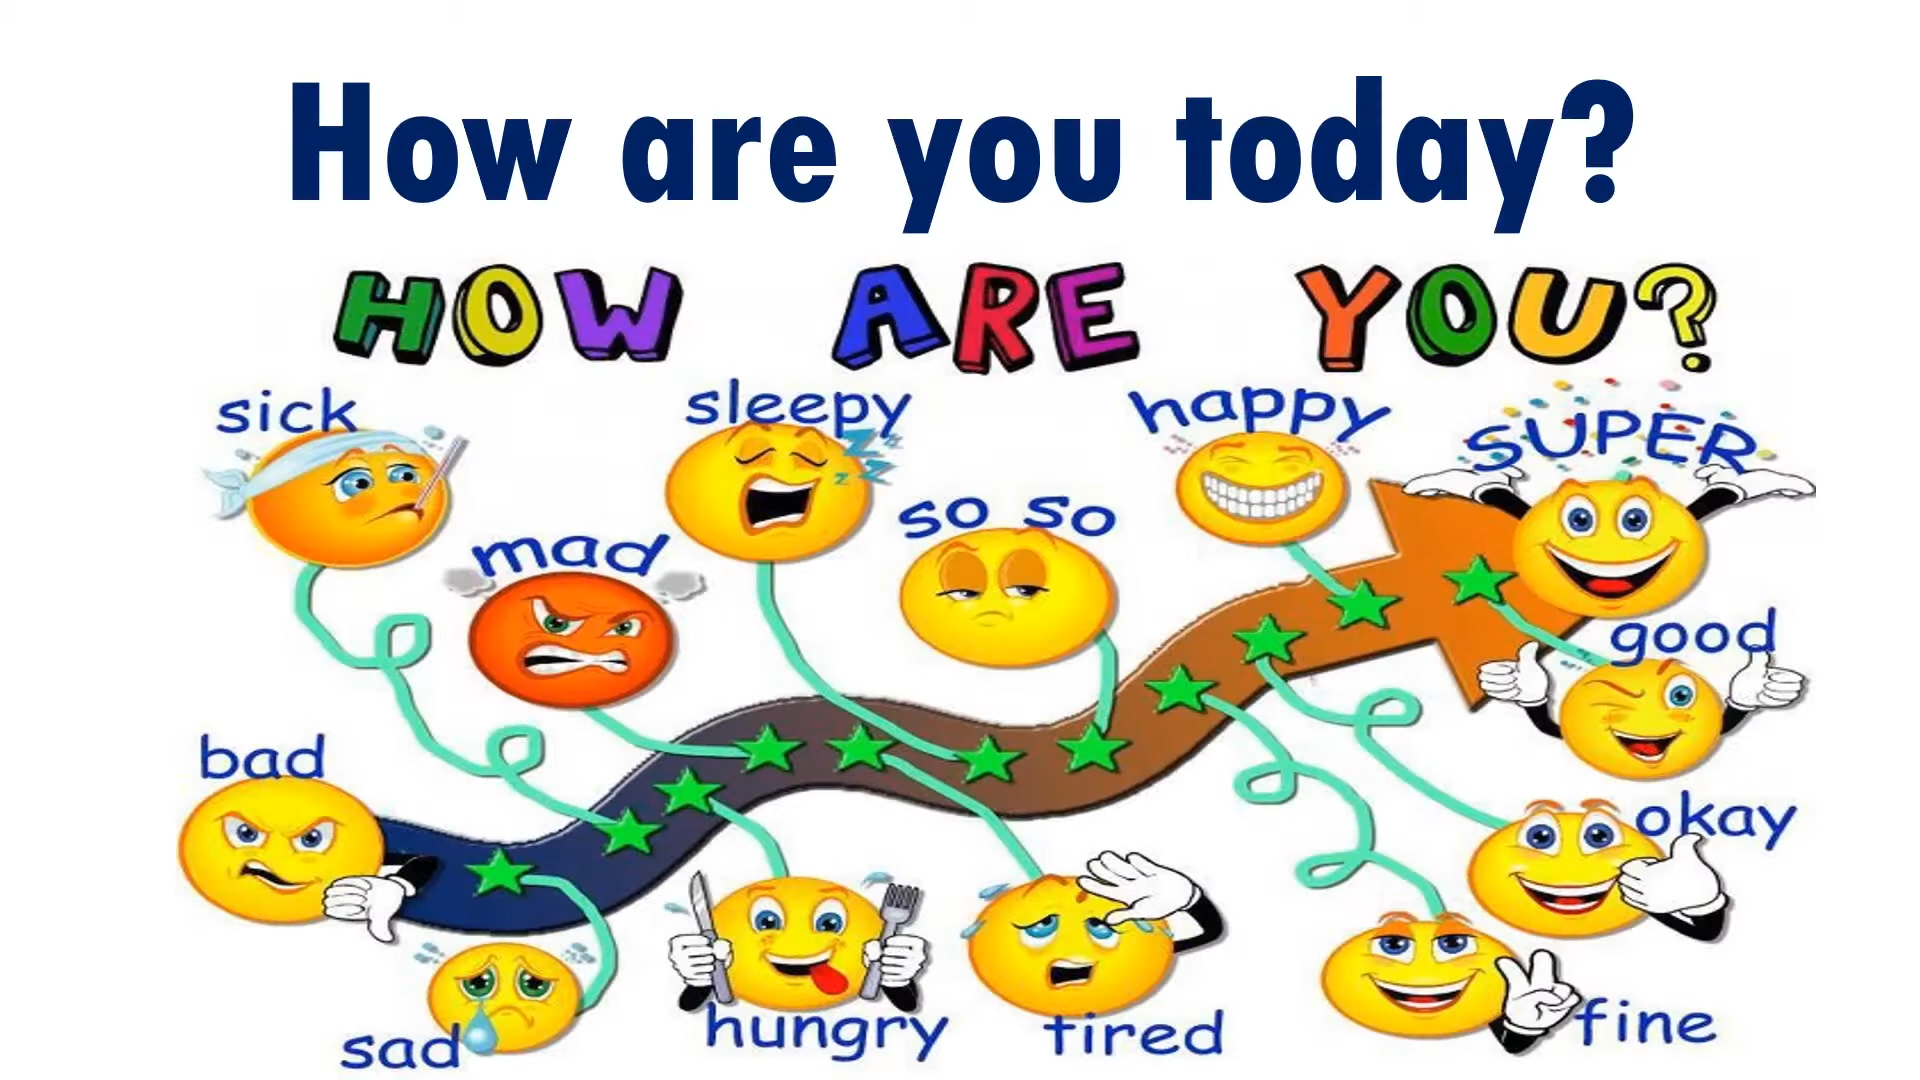 How are you today?
HOW ARE YOU?
sick
sleepy
happy
SUPER
so so
mad
good
bad
okay
sad
hungry
tired
fine